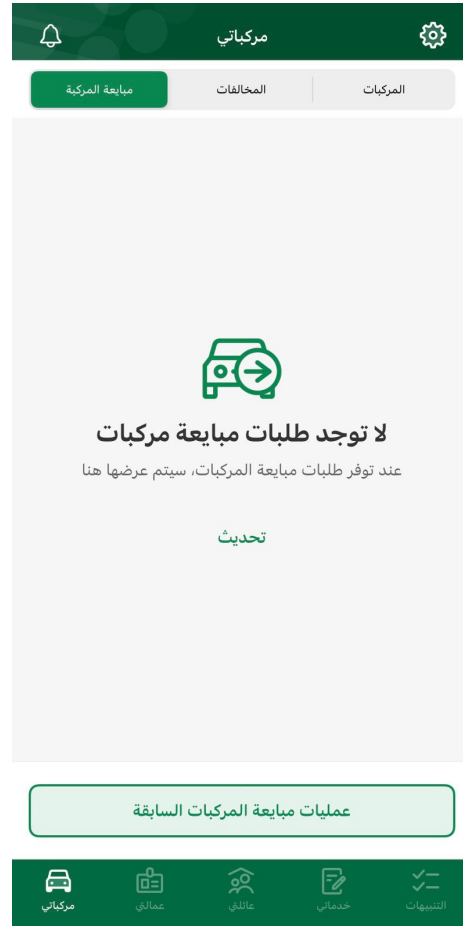 مركباتي
المركبات
المخالفات
مبايعة المركبة
لا توجد طلبات مبايعة مركبات
عند توفر طلبات مبايعة المركبات، سيتم عرضها هنا
تحديث
عمليات مبايعة المركبات السابقة
التنبيهات
خدماتي
عائلتي
عمالتي
مركباتي